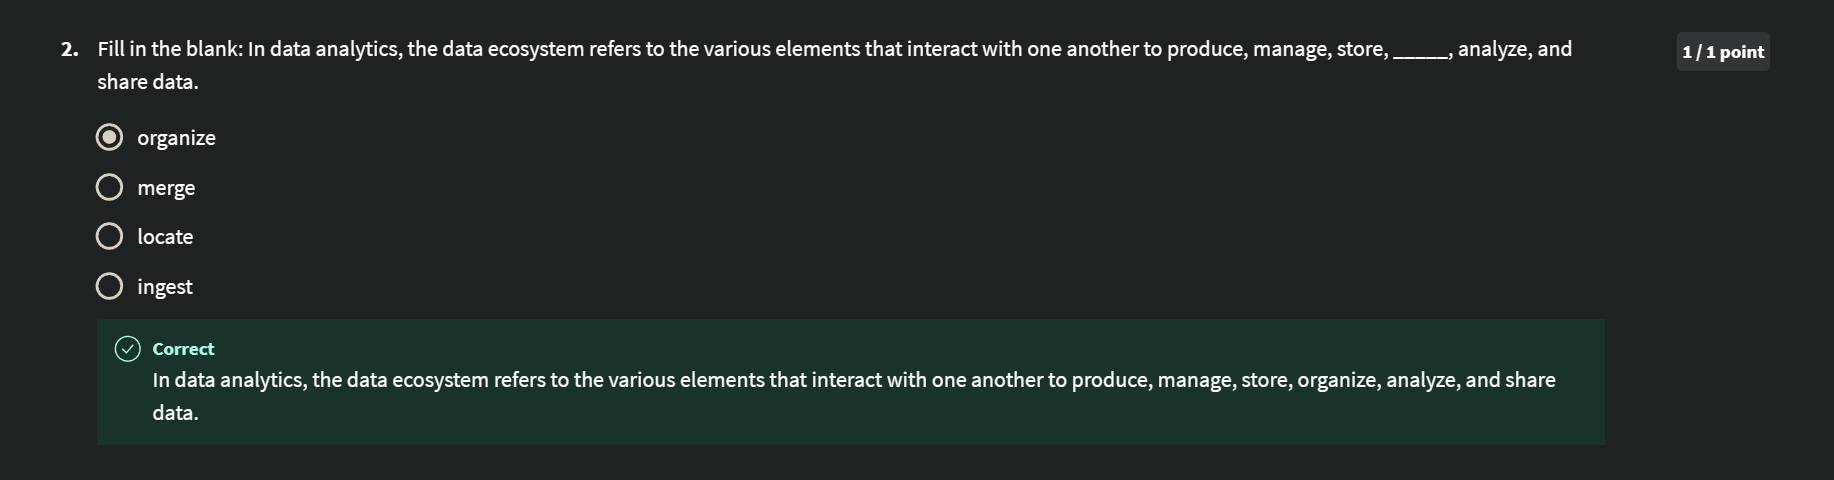 2. Fill in the blank: In data analytics, the data ecosystem refers to the various elements that interact with one another to produce, manage, store, _____, analyze, and
share data.
1 / 1 point
organize
merge
locate
ingest
Correct
In data analytics, the data ecosystem refers to the various elements that interact with one another to produce, manage, store, organize, analyze, and share
data.